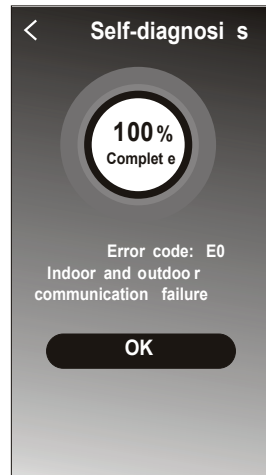 Self-diagnosi s
100 %
Complet e
Error code: E0
Indoor and outdoo r
communication failure
OK